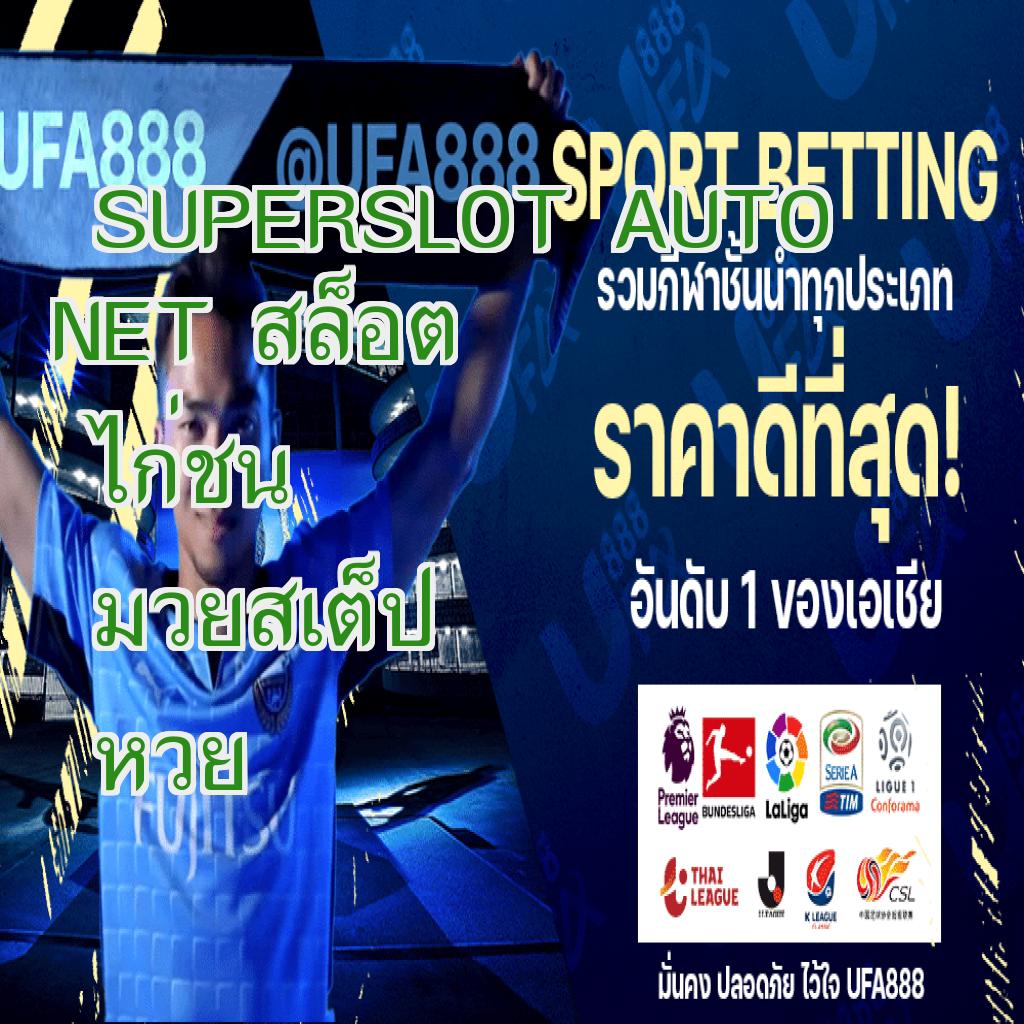 UFA888
@UFA888
SPORT BETTING
SUPERSLOT AUTO
NET สล็อต
ไก่ชน
มวยสเต็ป
หวย
รวมกีฬาชั้นนำทุกประเภท
ราคาดีที่สุด!
อันดับ 1 ของเอเชีย
FUJITSU
Premier
League
BUNDESLIGA
LaLiga
SERIE A
TIM
LIGUE 1
Conforama
THAI
LEAGUE
J.LEAGUE
K LEAGUE
CSL
มั่นคง ปลอดภัย ไว้ใจ UFA888